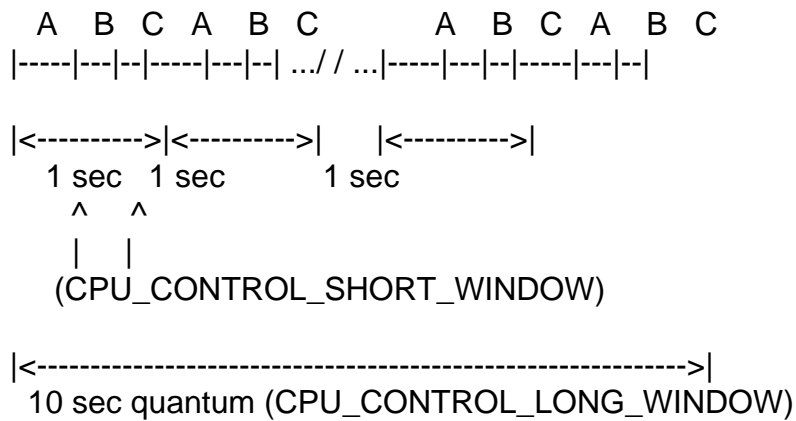 A B C A B C A B C A B C
|-----|---|--|-----|---|--| .../ / ...|-----|---|--|-----|---|--|
|<---------->|<---------->| |<---------->|
1 sec 1 sec 1 sec
^ ^
| |
(CPU_CONTROL_SHORT_WINDOW)
|<------------------------------------------------------------->|
10 sec quantum (CPU_CONTROL_LONG_WINDOW)